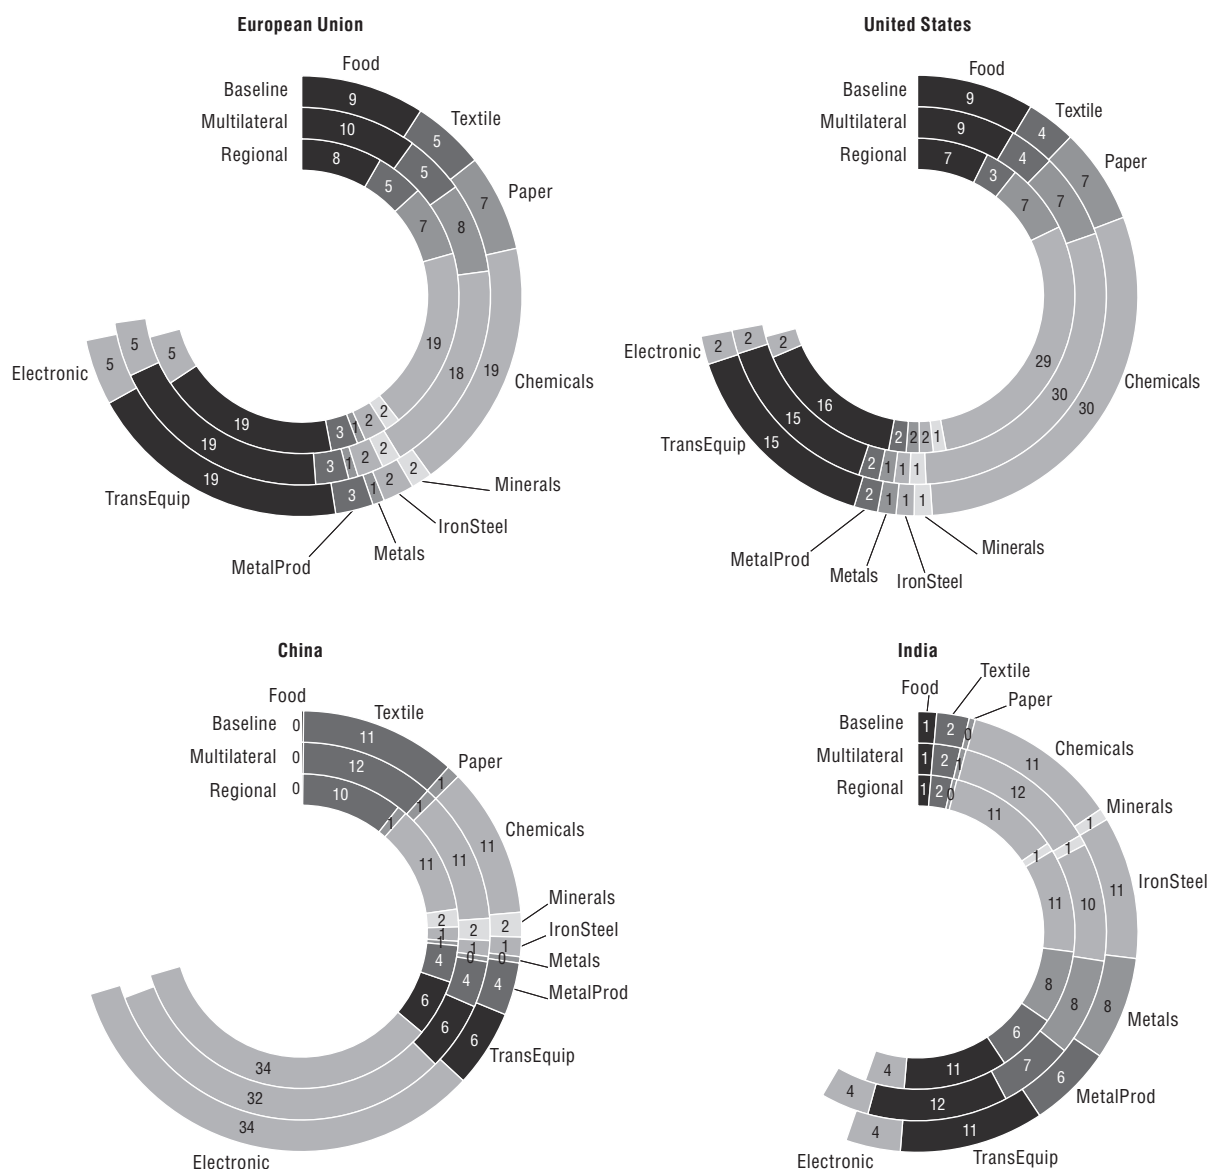 European Union
Food
Baseline
9
Textile
Multilateral
10
5
Regional
8
5
5
Paper
7
8
7
19
18
19
Chemicals
2
2
2
Minerals
2
2
2
IronSteel
1
1
1
Metals
3
3
3
MetalProd
19
19
19
TransEquip
5
5
5
Electronic
United States
Food
Baseline
9
Textile
4
Multilateral
9
4
Paper
Regional
7
3
7
7
7
29
30
30
Chemicals
1
1
1
Minerals
2
1
1
IronSteel
2
1
1
Metals
2
2
2
MetalProd
16
15
15
TransEquip
2
2
2
Electronic
China
Food
Textile
Baseline
0
11
Multilateral
0
12
Paper
1
Regional
0
10
1
1
Chemicals
11
11
11
Minerals
2
2
2
IronSteel
1
1
1
Metals
1
0
0
MetalProd
4
4
4
6
6
6
TransEquip
34
32
34
Electronic
India
Textile
Food
Paper
Baseline
1
2
0
Chemicals
11
Multilateral
1
2
1
12
Regional
1
2
0
11
Minerals
1
1
1
IronSteel
11
10
11
8
8
8
Metals
6
7
6
MetalProd
11
12
11
TransEquip
4
4
4
Electronic